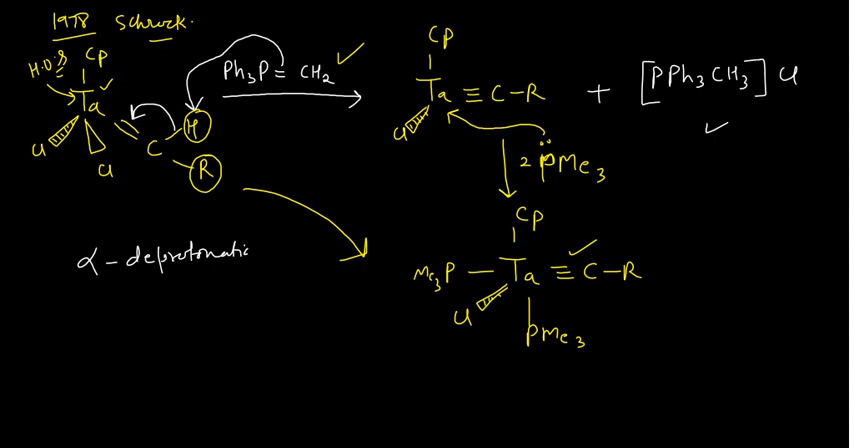 1978 Schrock.
H.O.S Cp
Ta
Cl
Cl
C
H
R
Ph3P = CH2
Cp
Ta ≡ C-R
Cl
+ [PPh3CH3] Cl
2 PMe3
α - deprotonatic
Cp
Me3P - Ta ≡ C-R
Cl
PMe3